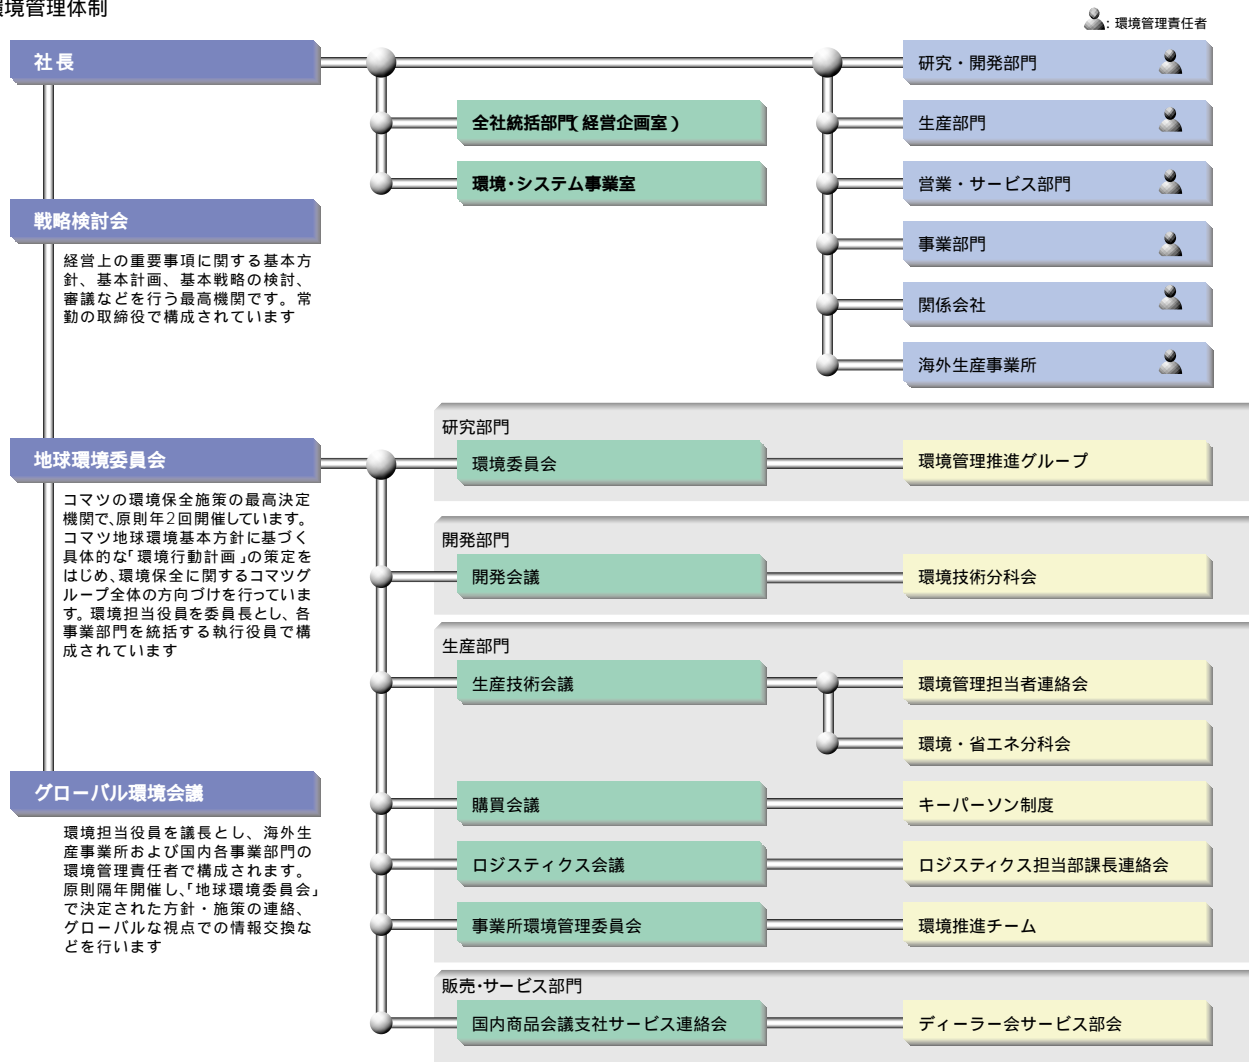 環境管理体制
：環境管理責任者
社長
研究・開発部門
全社統括部門（経営企画室）
生産部門
環境・システム事業室
営業・サービス部門
戦略検討会
事業部門
経営上の重要事項に関する基本方
針、基本計画、基本戦略の検討、
審議などを行う最高機関です。常
勤の取締役で構成されています
関係会社
海外生産事業所
研究部門
地球環境委員会
環境委員会
環境管理推進グループ
コマツの環境保全施策の最高決定
機関で、原則年2回開催しています。
コマツ地球環境基本方針に基づく
具体的な「環境行動計画」の策定を
はじめ、環境保全に関するコマツグ
ループ全体の方向づけを行っていま
す。環境担当役員を委員長とし、各
事業部門を統括する執行役員で構
成されています
開発部門
開発会議
環境技術分科会
生産部門
生産技術会議
環境管理担当者連絡会
環境・省エネ分科会
グローバル環境会議
購買会議
キーパーソン制度
環境担当役員を議長とし、海外生
産事業所および国内各事業部門の
環境管理責任者で構成されます。
原則隔年開催し、「地球環境委員会」
で決定された方針・施策の連絡、
グローバルな視点での情報交換な
どを行います
ロジスティクス会議
ロジスティクス担当部課長連絡会
事業所環境管理委員会
環境推進チーム
販売・サービス部門
国内商品会議支社サービス連絡会
ディーラー会サービス部会